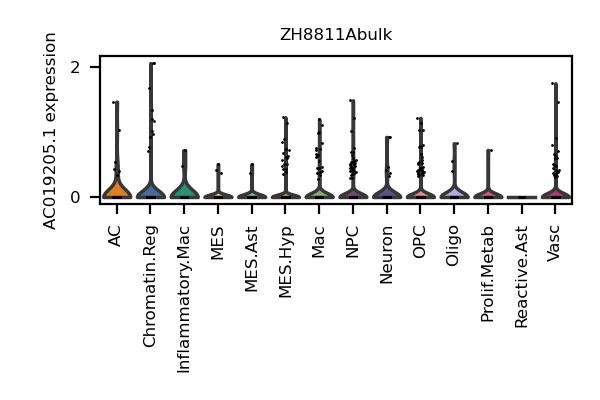 ZH8811Abulk
AC019205.1 expression
2
0
AC
Chromatin.Reg
Inflammatory.Mac
MES
MES.Ast
MES.Hyp
Mac
NPC
Neuron
OPC
Oligo
Prolif.Metab
Reactive.Ast
Vasc